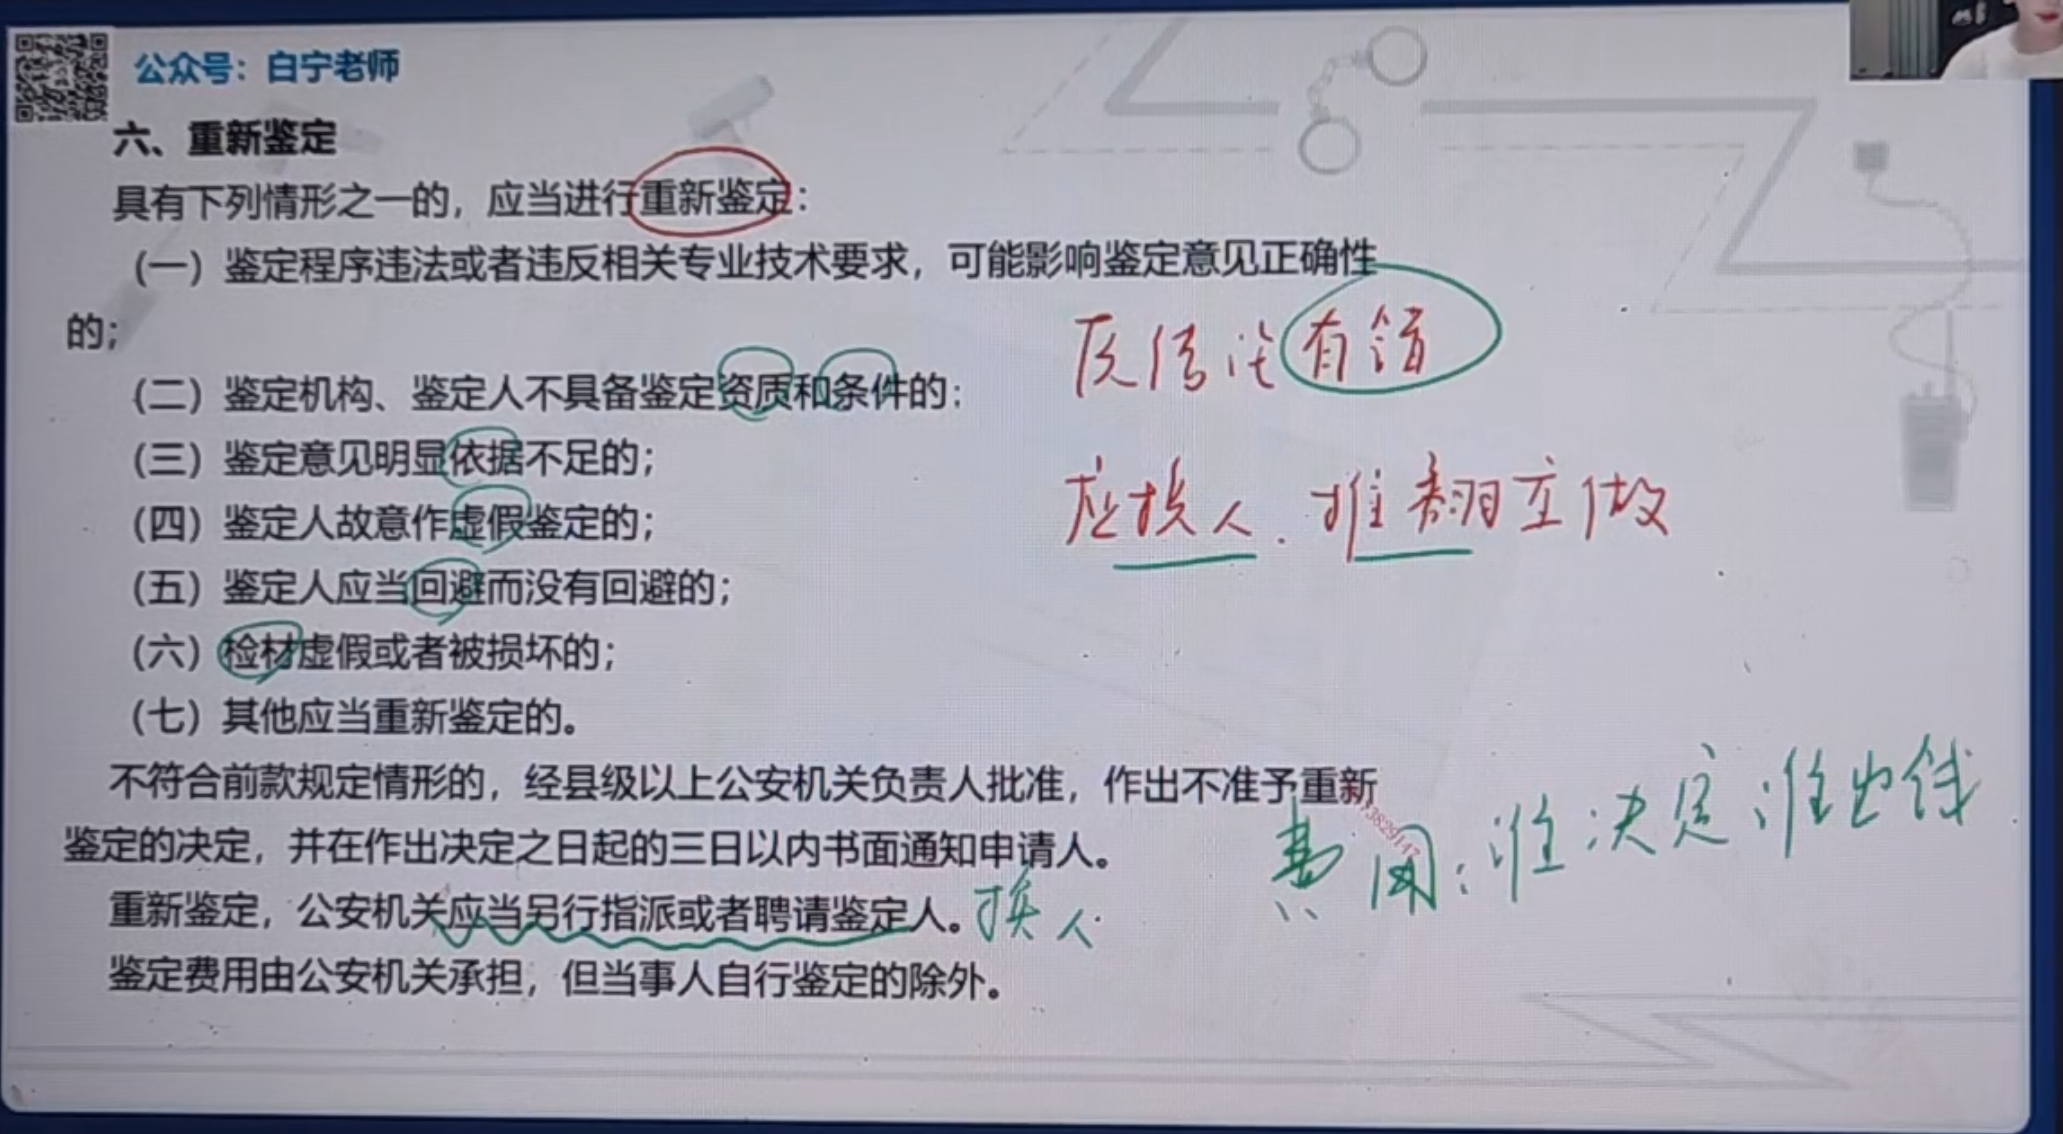 公众号：白宁老师
六、重新鉴定
具有下列情形之一的，应当进行重新鉴定：
（一）鉴定程序违法或者违反相关专业技术要求，可能影响鉴定意见正确性
的；
（二）鉴定机构、鉴定人不具备鉴定资质和条件的：
（三）鉴定意见明显依据不足的；
（四）鉴定人故意作虚假鉴定的；
（五）鉴定人应当回避而没有回避的；
（六）检材虚假或者被损坏的；
（七）其他应当重新鉴定的。
有错
应换人.推翻立做
不符合前款规定情形的，经县级以上公安机关负责人批准，作出不准予重新
鉴定的决定，并在作出决定之日起的三日以内书面通知申请人。
费用：谁决定谁出钱
重新鉴定，公安机关应当另行指派或者聘请鉴定人。换人.
鉴定费用由公安机关承担，但当事人自行鉴定的除外。